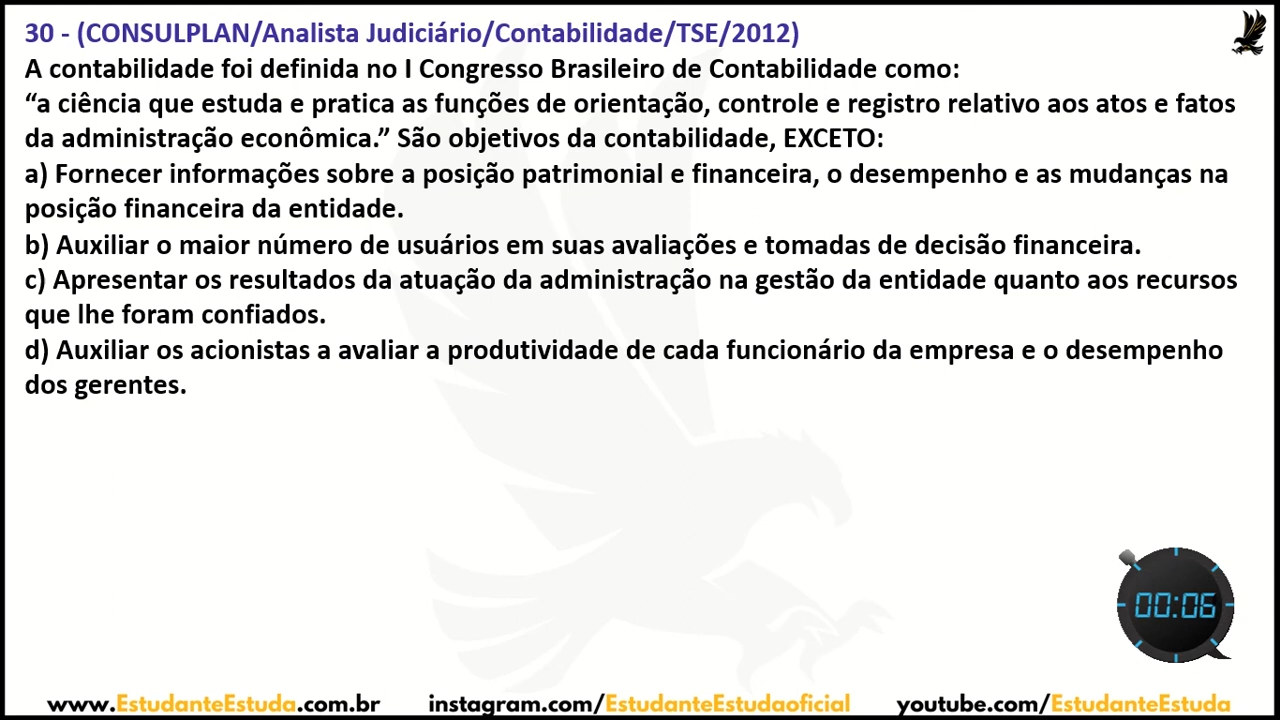 30 - (CONSULPLAN/Analista Judiciário/Contabilidade/TSE/2012)
A contabilidade foi definida no I Congresso Brasileiro de Contabilidade como:
“a ciência que estuda e pratica as funções de orientação, controle e registro relativo aos atos e fatos
da administração econômica.” São objetivos da contabilidade, EXCETO:
a) Fornecer informações sobre a posição patrimonial e financeira, o desempenho e as mudanças na
posição financeira da entidade.
b) Auxiliar o maior número de usuários em suas avaliações e tomadas de decisão financeira.
c) Apresentar os resultados da atuação da administração na gestão da entidade quanto aos recursos
que lhe foram confiados.
d) Auxiliar os acionistas a avaliar a produtividade de cada funcionário da empresa e o desempenho
dos gerentes.
00:06
www.EstudanteEstuda.com.br instagram.com/EstudanteEstudaoficial youtube.com/EstudanteEstuda